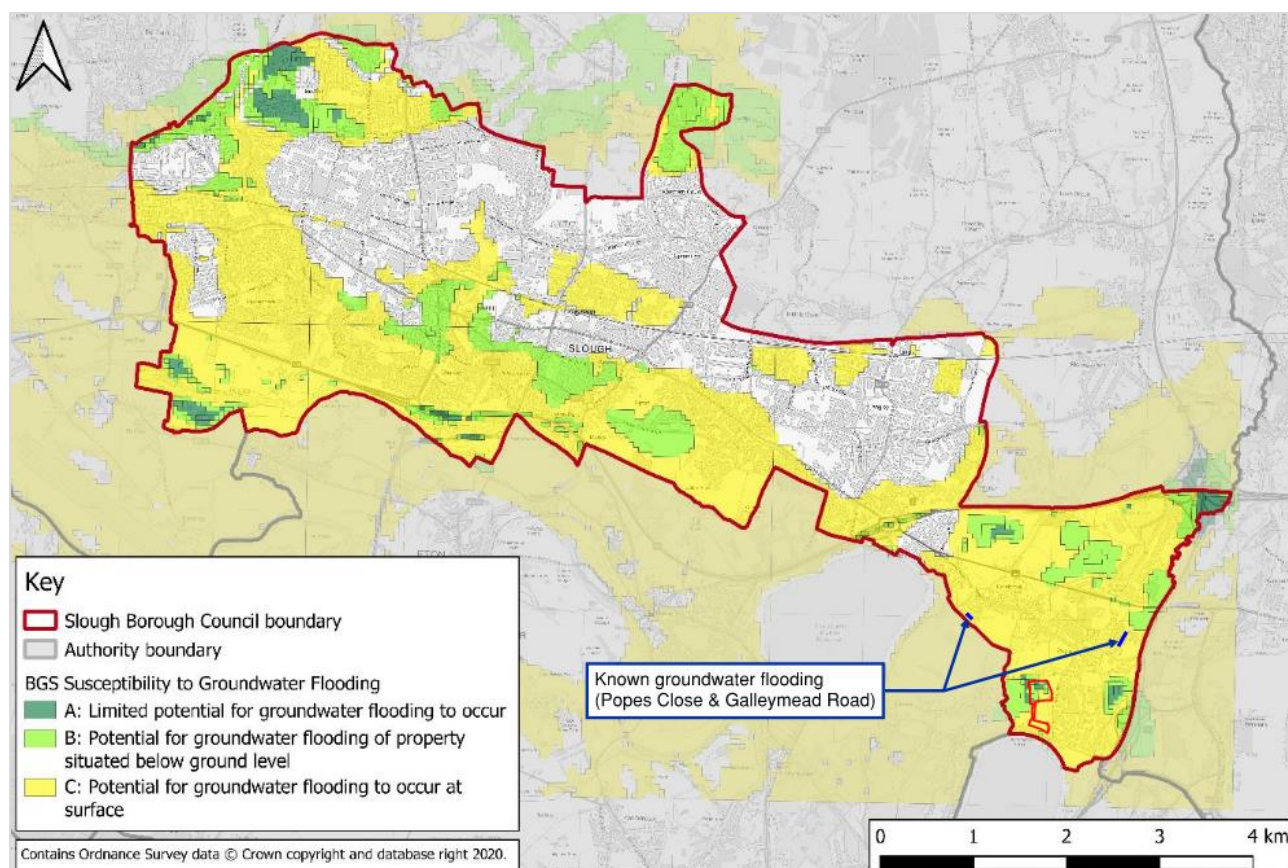 SLOUGH
ETON
Known groundwater flooding
(Popes Close & Galleymead Road)
Key
Slough Borough Council boundary
Authority boundary
BGS Susceptibility to Groundwater Flooding
A: Limited potential for groundwater flooding to occur
B: Potential for groundwater flooding of property
situated below ground level
C: Potential for groundwater flooding to occur at
surface
Contains Ordnance Survey data © Crown copyright and database right 2020.
0 1 2 3 4 km